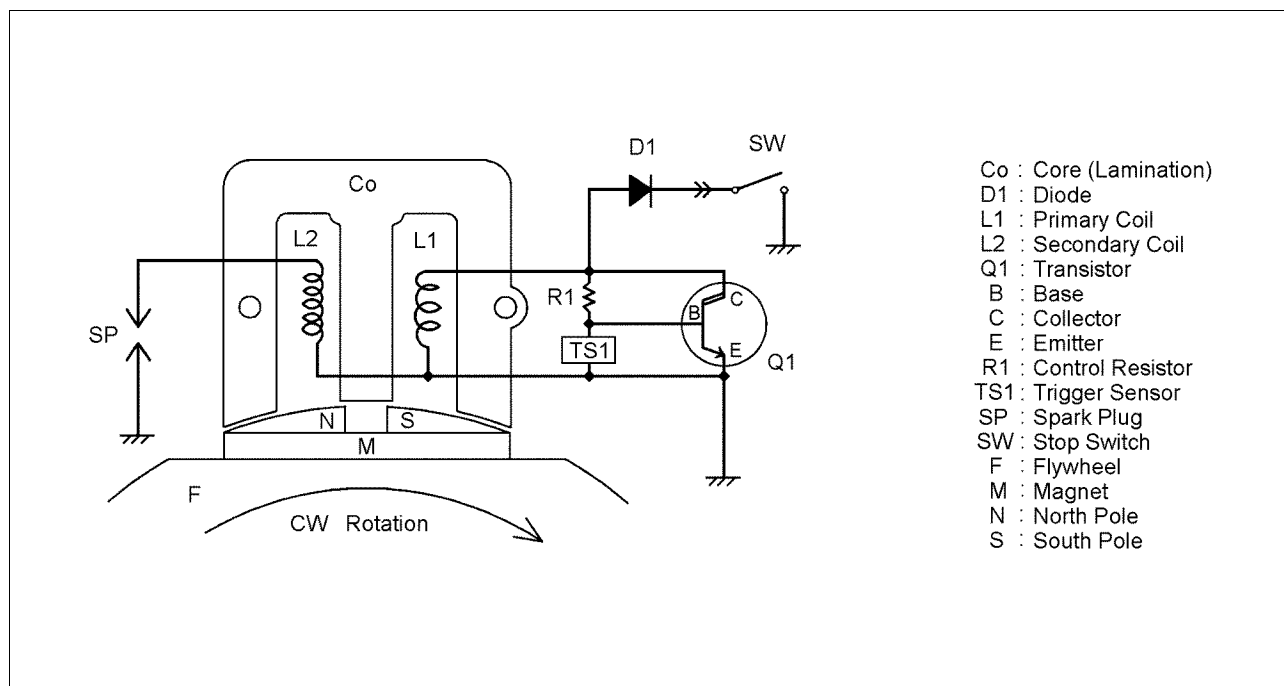 D1
SW
Co
L2
L1
R1
B
C
SP
TS1
E
Q1
N
S
M
F
CW Rotation
Co : Core (Lamination)
D1 : Diode
L1 : Primary Coil
L2 : Secondary Coil
Q1 : Transistor
B : Base
C : Collector
E : Emitter
R1 : Control Resistor
TS1 : Trigger Sensor
SP : Spark Plug
SW : Stop Switch
F : Flywheel
M : Magnet
N : North Pole
S : South Pole